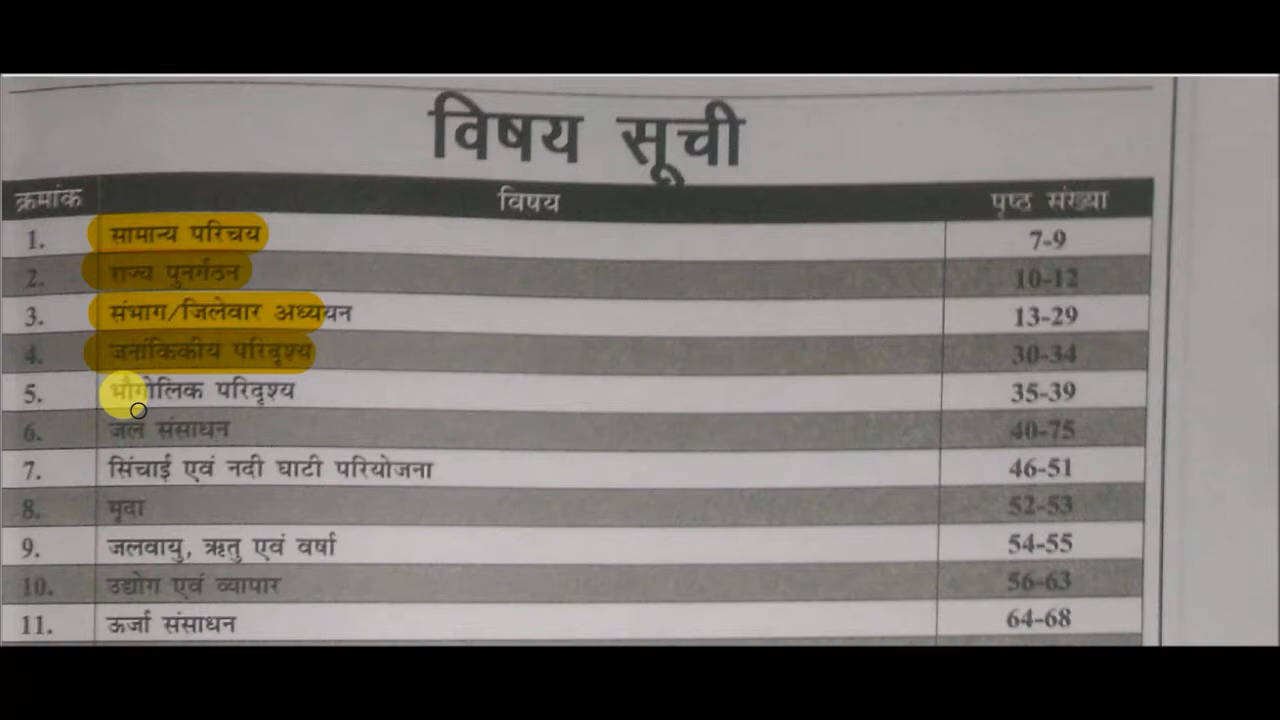 विषय सूची
क्रमांक विषय पृष्ठ संख्या
1. सामान्य परिचय 7-9
2. राज्य पुनर्गठन 10-12
3. संभाग/जिलेवार अध्ययन 13-29
4. जनांकिकीय परिदृश्य 30-34
5. भौगोलिक परिदृश्य 35-39
6. जल संसाधन 40-75
7. सिंचाई एवं नदी घाटी परियोजना 46-51
8. मृदा 52-53
9. जलवायु, ऋतु एवं वर्षा 54-55
10. उद्योग एवं व्यापार 56-63
11. ऊर्जा संसाधन 64-68